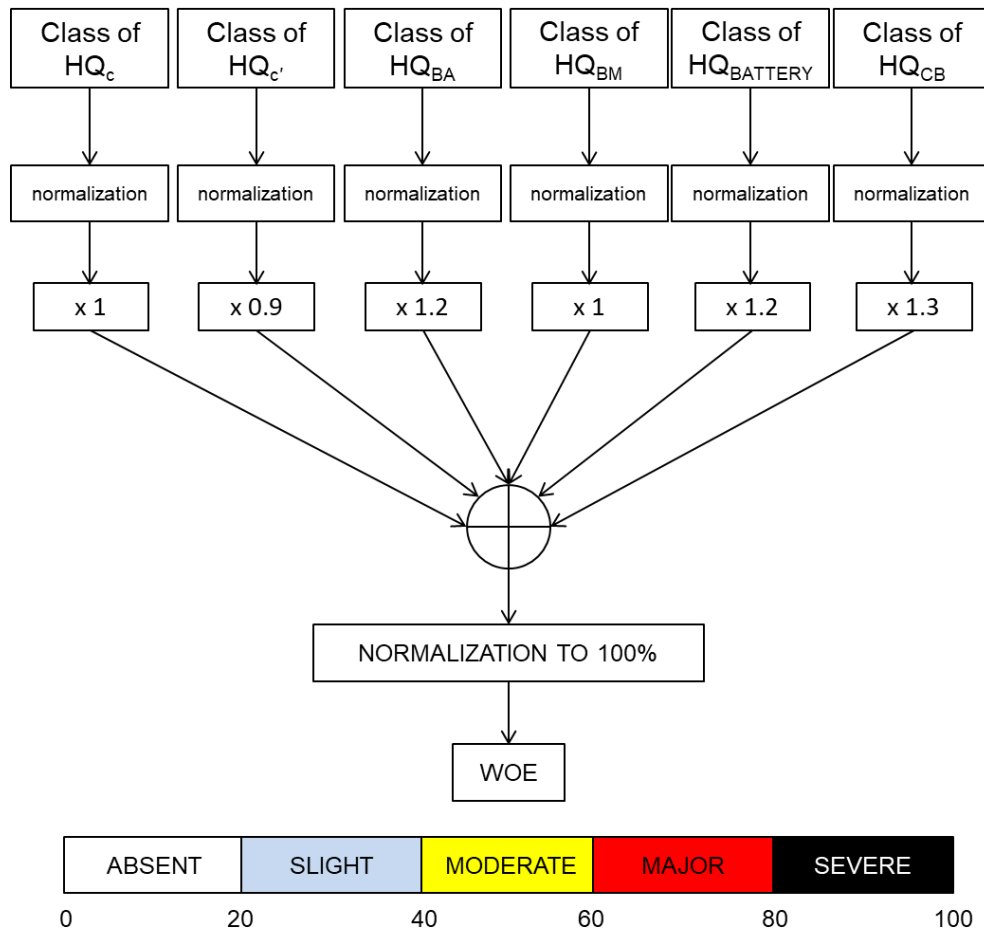 Class of HQc
Class of HQc'
Class of HQBA
Class of HQBM
Class of HQBATTERY
Class of HQCB
normalization
normalization
normalization
normalization
normalization
normalization
x 1
x 0.9
x 1.2
x 1
x 1.2
x 1.3
NORMALIZATION TO 100%
WOE
ABSENT SLIGHT MODERATE MAJOR SEVERE
0 20 40 60 80 100